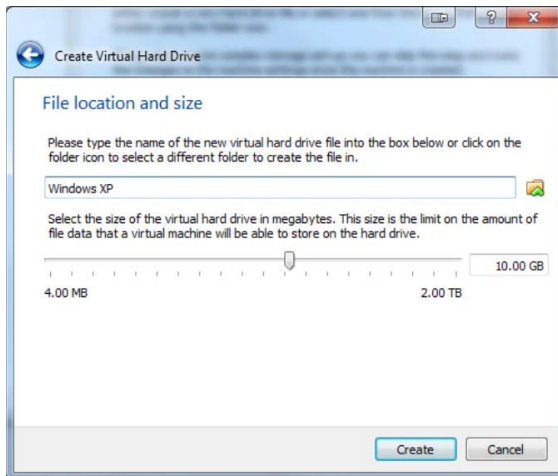 Create Virtual Hard Drive
File location and size
Please type the name of the new virtual hard drive file into the box below or click on the
folder icon to select a different folder to create the file in.
Windows XP
Select the size of the virtual hard drive in megabytes. This size is the limit on the amount of
file data that a virtual machine will be able to store on the hard drive.
10.00 GB
4.00 MB 2.00 TB
Create Cancel